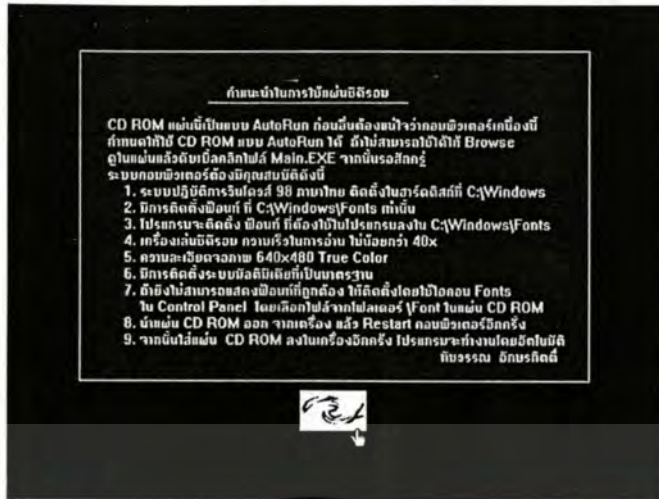 คำแนะนำในการใช้แผ่นซีดีรอม
CD ROM แผ่นนี้เป็นแบบ AutoRun ก่อนอื่นต้องแน่ใจว่าคอมพิวเตอร์เครื่องนี้
กำหนดให้ใช้ CD ROM แบบ AutoRun ได้ ถ้าไม่สามารถใช้ได้ให้ Browse
ดูในแผ่นแล้วดับเบิ้ลคลิกไฟล์ Main.EXE จากนั้นรอสักครู่
ระบบคอมพิวเตอร์ต้องมีคุณสมบัติดังนี้
1. ระบบปฏิบัติการวินโดวส์ 98 ภาษาไทย ติดตั้งในฮาร์ดดิสก์ที่ C:\Windows
2. มีการติดตั้งฟ้อนท์ ที่ C:\Windows\Fonts เท่านั้น
3. โปรแกรมจะติดตั้ง ฟ้อนท์ ที่ต้องใช้ในโปรแกรมลงใน C:\Windows\Fonts
4. เครื่องเล่นซีดีรอม ความเร็วในการอ่าน ไม่น้อยกว่า 40x
5. ความละเอียดจอภาพ 640x480 True Color
6. มีการติดตั้งระบบมัลติมีเดียที่เป็นมาตรฐาน
7. ถ้ายังไม่สามารถแสดงฟ้อนท์ที่ถูกต้อง ให้ติดตั้งโดยใช้ไอคอน Fonts
ใน Control Panel โดยเลือกไฟล์จากโฟลเดอร์ \Font ในแผ่น CD ROM
8. นำแผ่น CD ROM ออก จากเครื่อง แล้ว Restart คอมพิวเตอร์อีกครั้ง
9. จากนั้นใส่แผ่น CD ROM ลงในเครื่องอีกครั้ง โปรแกรมจะทำงานโดยอัตโนมัติ
ทับวรรณ อักษรกิตติ์